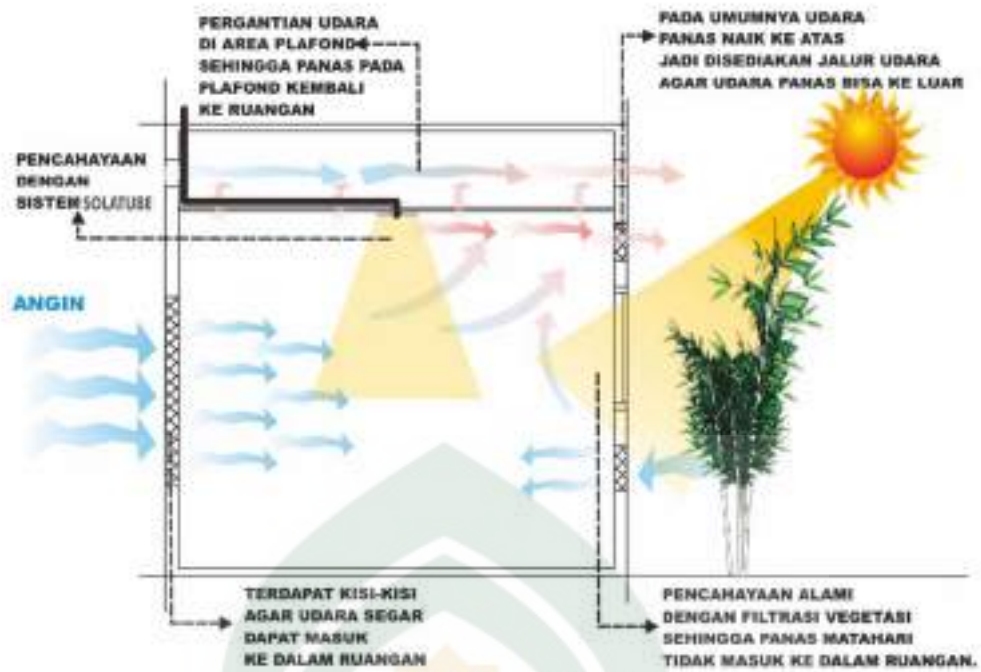 PERGANTIAN UDARA
DI AREA PLAFOND
SEHINGGA PANAS PADA
PLAFOND KEMBALI
KE RUANGAN
PADA UMUMNYA UDARA
PANAS NAIK KE ATAS
JADI DISEDIAKAN JALUR UDARA
AGAR UDARA PANAS BISA KE LUAR
PENCAHAYAAN
DENGAN
SISTEM SOLATUBE
ANGIN
TERDAPAT KISI-KISI
AGAR UDARA SEGAR
DAPAT MASUK
KE DALAM RUANGAN
PENCAHAYAAN ALAMI
DENGAN FILTRASI VEGETASI
SEHINGGA PANAS MATAHARI
TIDAK MASUK KE DALAM RUANGAN.